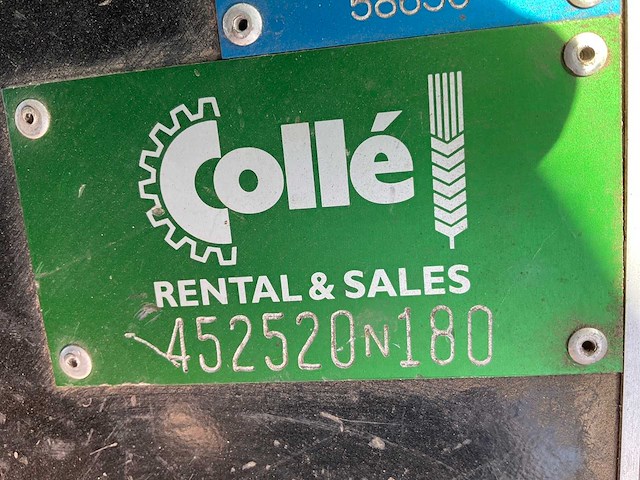 Collé
RENTAL & SALES
452520N180